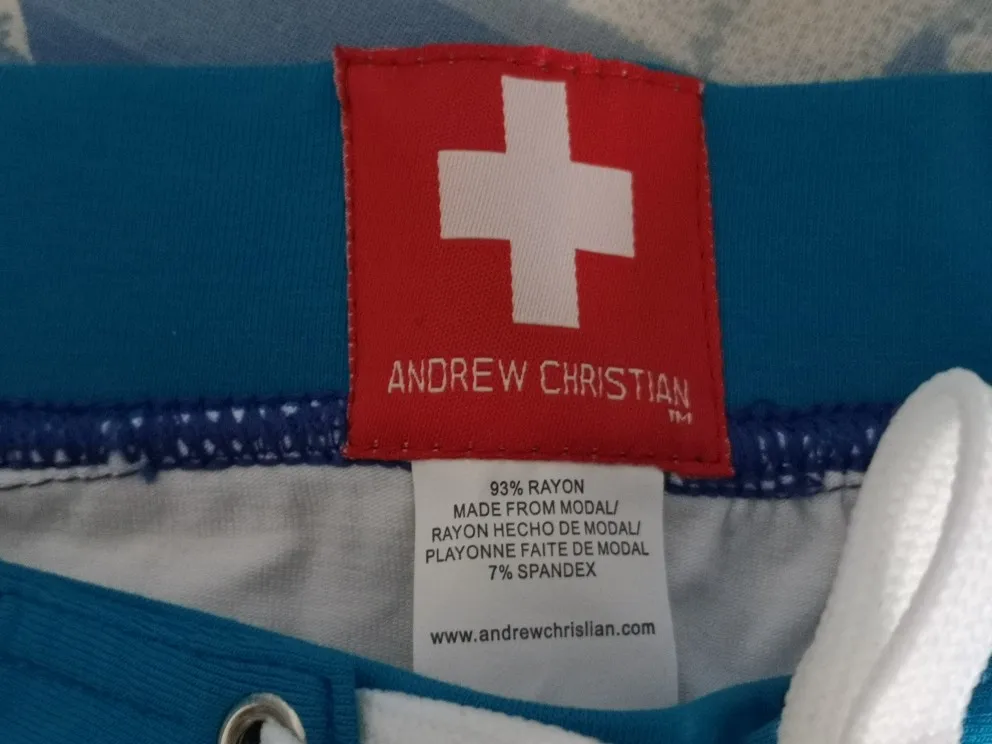 ANDREW CHRISTIAN
TM
93% RAYON
MADE FROM MODAL/
RAYON HECHO DE MODAL/
PLAYONNE FAITE DE MODAL
7% SPANDEX
www.andrewchrislian.com